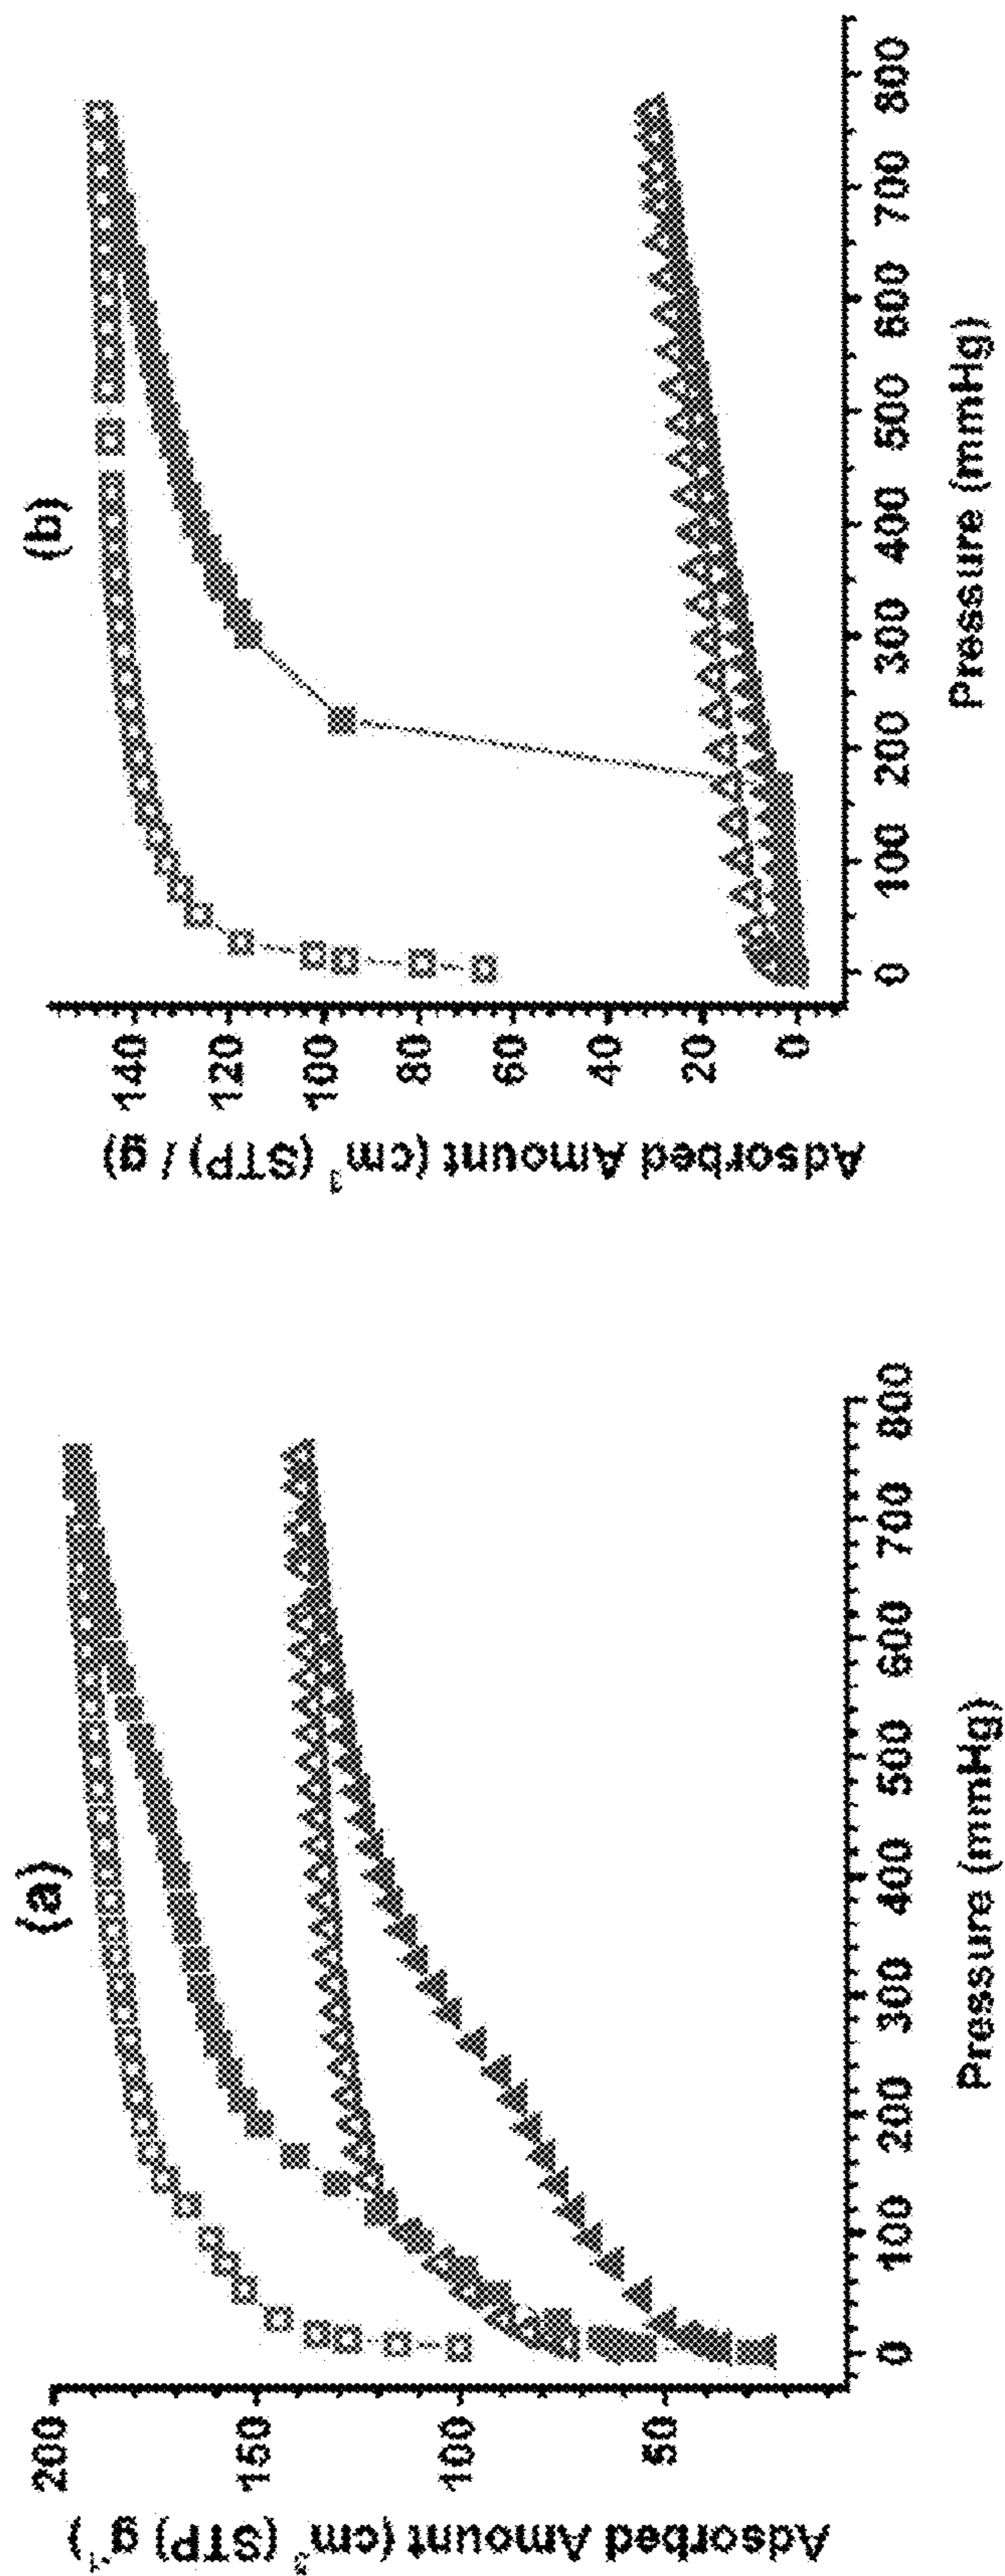 (a)
200
150
100
50
Adsorbed Amount (cm³ (STP) g⁻¹)
0 100 200 300 400 500 600 700 800
Pressure (mmHg)
(b)
140
120
100
80
60
40
20
0
Adsorbed Amount (cm³ (STP) / g)
0 100 200 300 400 500 600 700 800
Pressure (mmHg)